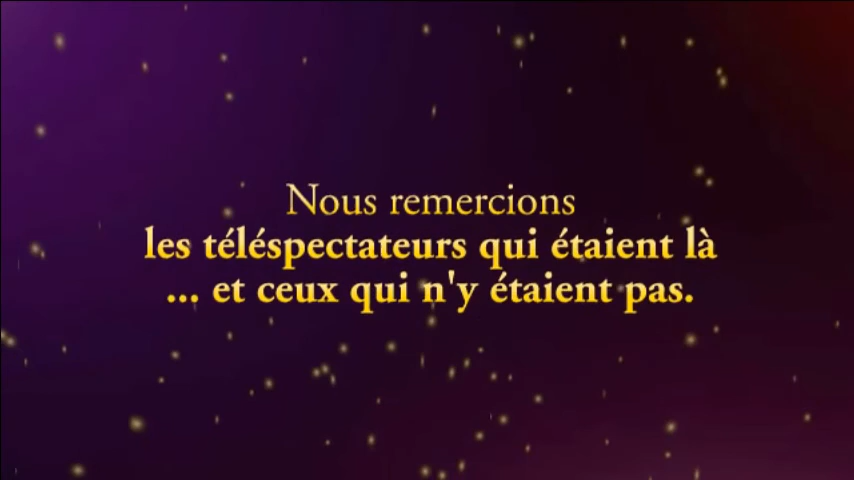 Nous remercions
les téléspectateurs qui étaient là
... et ceux qui n'y étaient pas.